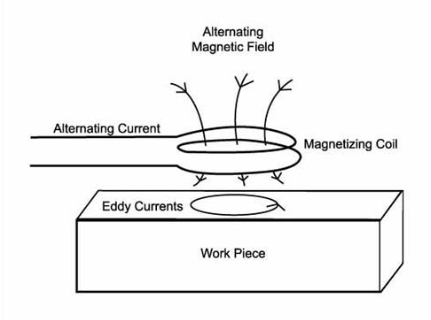 Alternating
Magnetic Field
Alternating Current
Magnetizing Coil
Eddy Currents
Work Piece